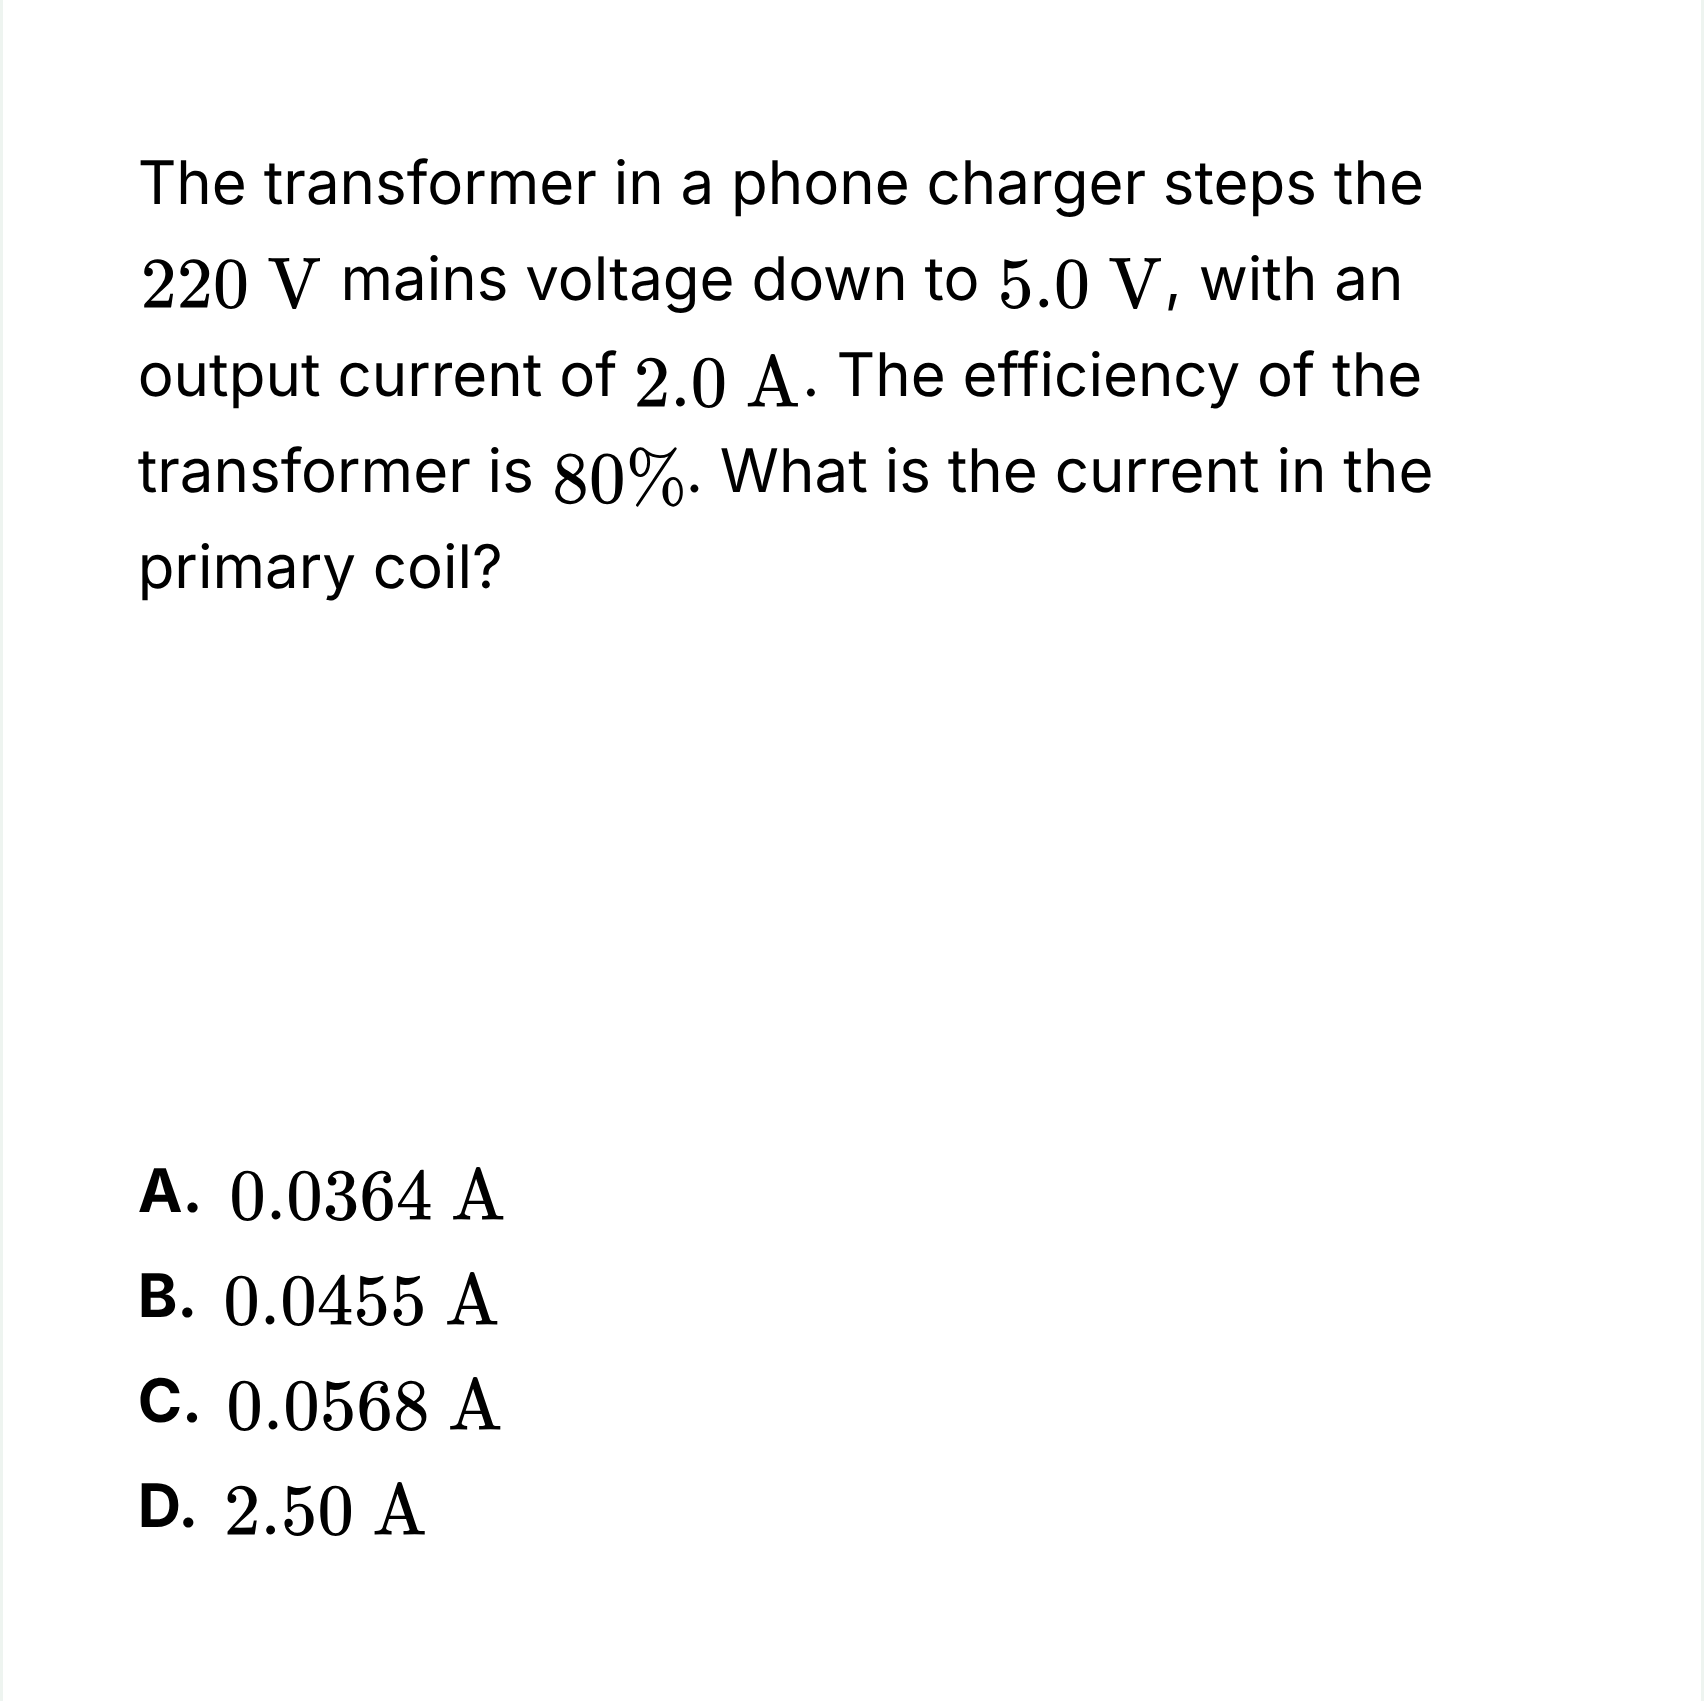 The transformer in a phone charger steps the
220 V mains voltage down to 5.0 V, with an
output current of 2.0 A. The efficiency of the
transformer is 80%. What is the current in the
primary coil?
A. 0.0364 A
B. 0.0455 A
C. 0.0568 A
D. 2.50 A